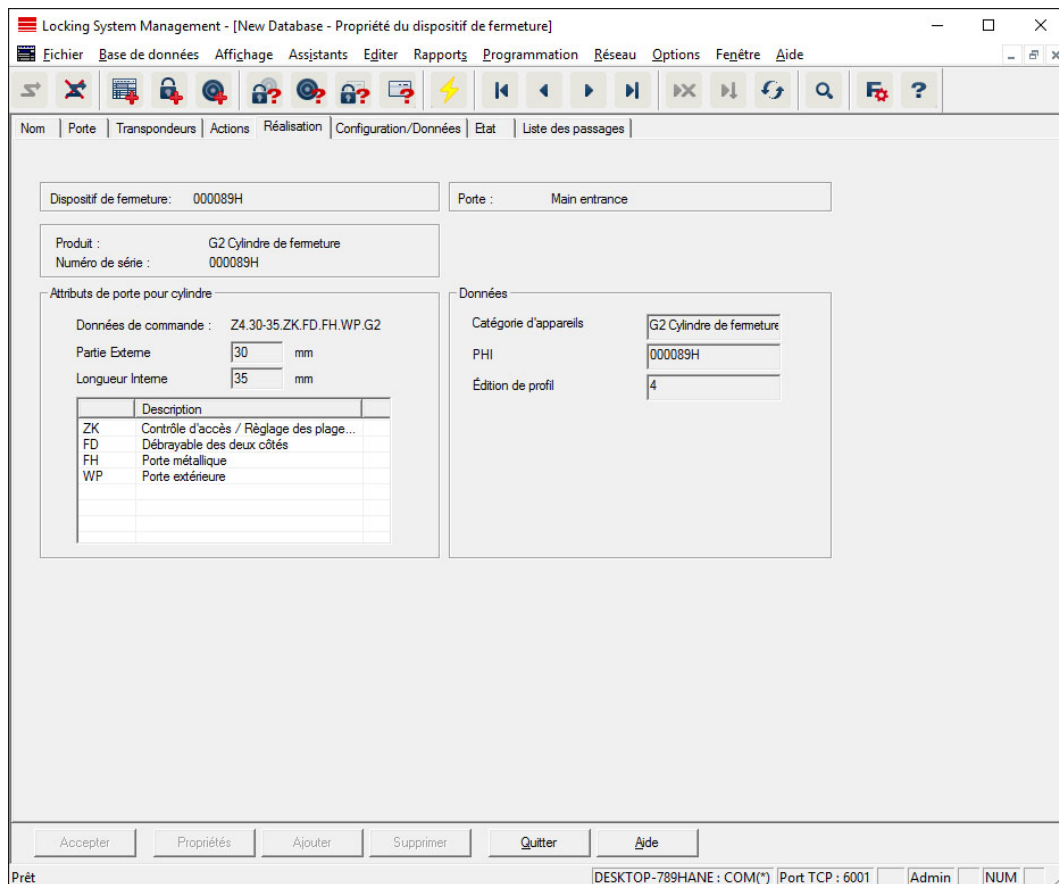 Locking System Management - [New Database - Propriété du dispositif de fermeture]
Fichier Base de données Affichage Assistants Editer Rapports Programmation Réseau Options Fenêtre Aide
Nom Porte Transpondeurs Actions Réalisation Configuration/Données Etat Liste des passages
Dispositif de fermeture: 000089H
Porte : Main entrance
Produit : G2 Cylindre de fermeture
Numéro de série : 000089H
Attributs de porte pour cylindre
Données de commande : Z4.30-35.ZK.FD.FH.WP.G2
Partie Externe 30 mm
Longueur Interne 35 mm
Description
ZK Contrôle d'accès / Règlage des plage...
FD Débrayable des deux côtés
FH Porte métallique
WP Porte extérieure
Données
Catégorie d'appareils G2 Cylindre de fermeture
PHI 000089H
Édition de profil 4
Accepter Propriétés Ajouter Supprimer Quitter Aide
Prêt DESKTOP-789HANE : COM(*) Port TCP : 6001 Admin NUM